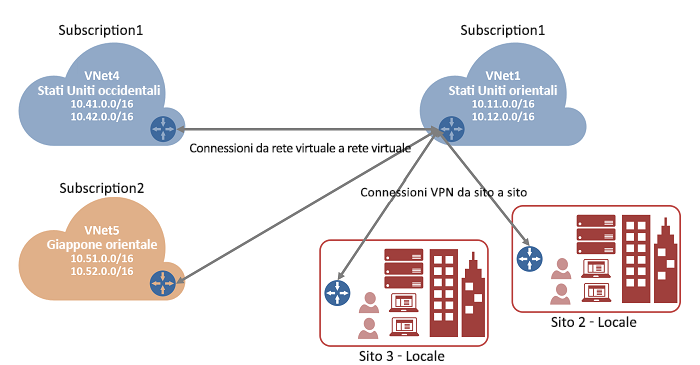 Subscription1
VNet4
Stati Uniti occidentali
10.41.0.0/16
10.42.0.0/16
Subscription1
VNet1
Stati Uniti orientali
10.11.0.0/16
10.12.0.0/16
Connessioni da rete virtuale a rete virtuale
Connessioni VPN da sito a sito
Subscription2
VNet5
Giappone orientale
10.51.0.0/16
10.52.0.0/16
Sito 2 - Locale
Sito 3 - Locale